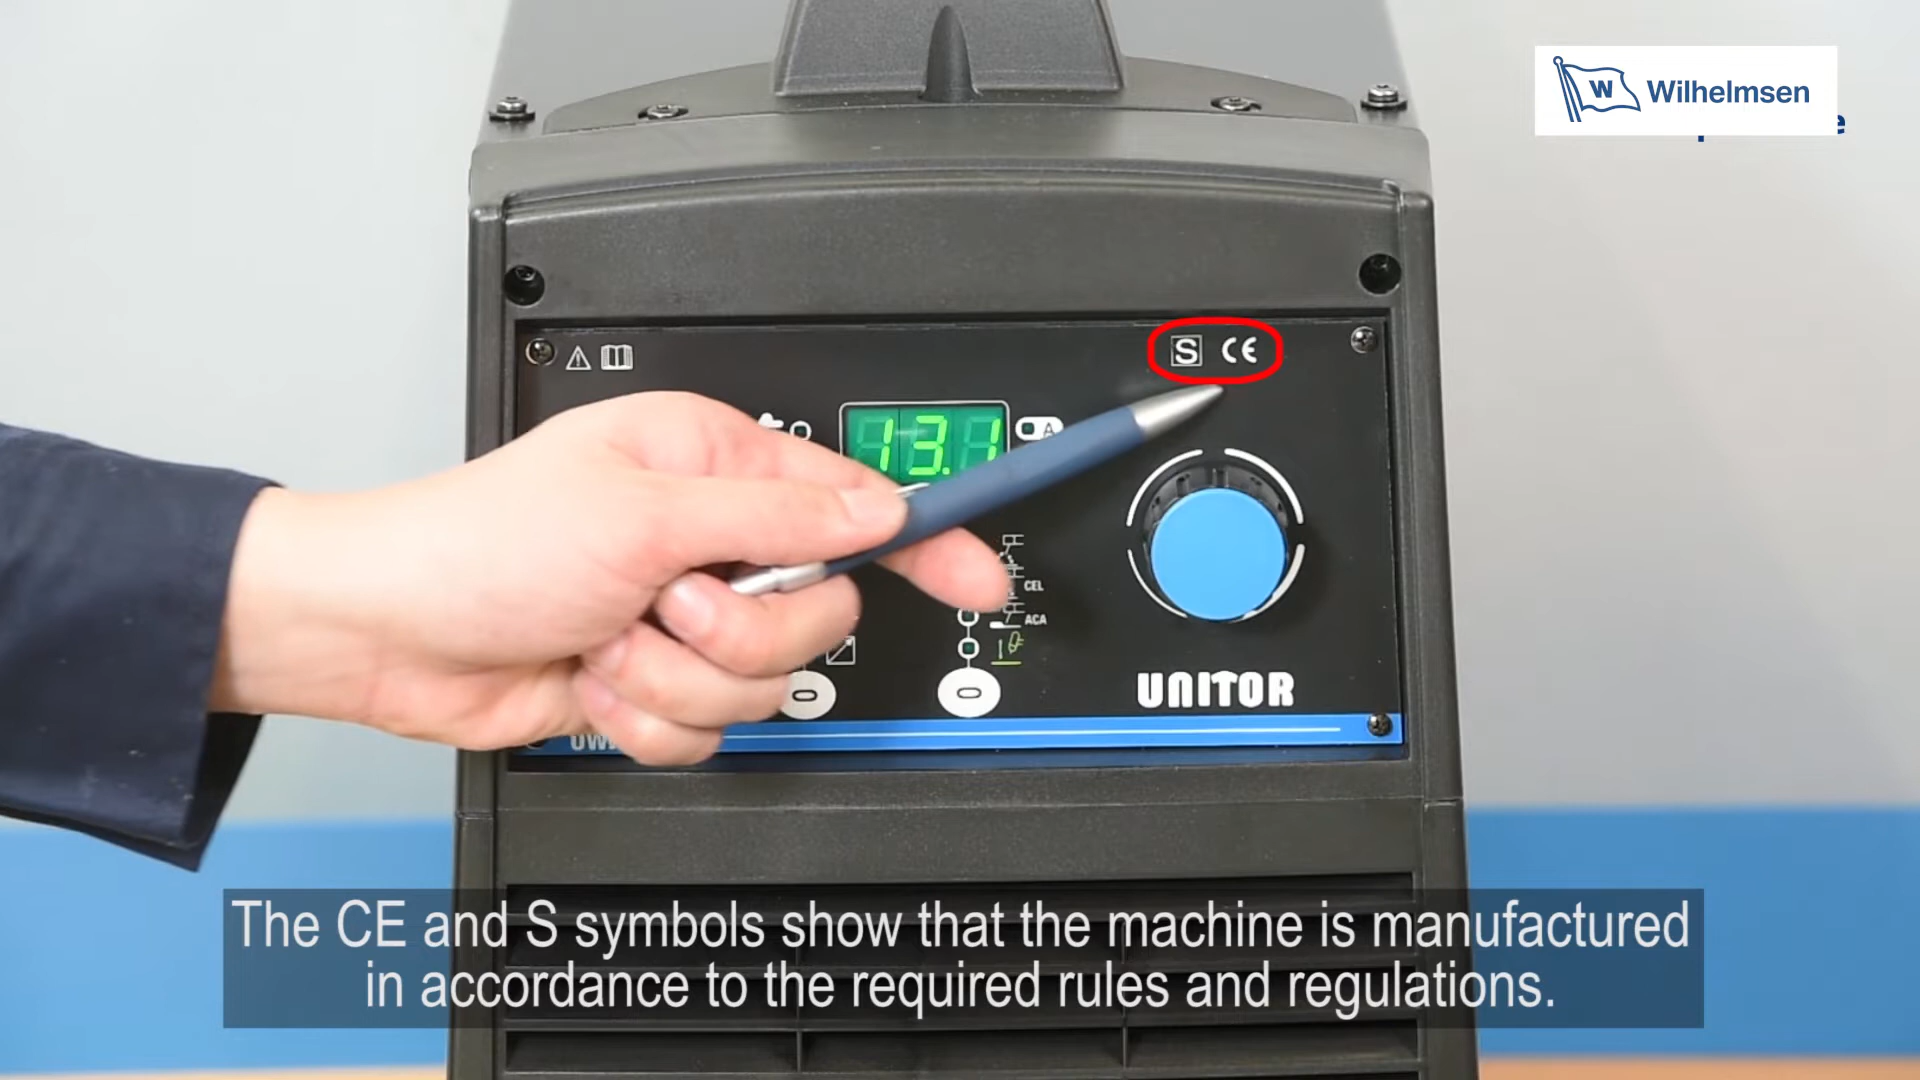 W Wilhelmsen
S CE
13.1
A
CEL
ACA
UNITOR
The CE and S symbols show that the machine is manufactured
in accordance to the required rules and regulations.